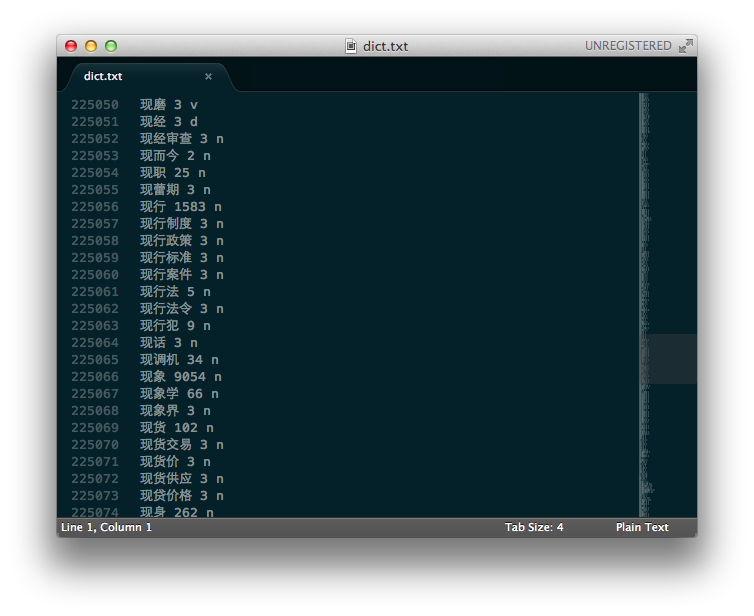 dict.txt
UNREGISTERED
dict.txt ×
225050 现磨 3 v
225051 现经 3 d
225052 现经审查 3 n
225053 现而今 2 n
225054 现职 25 n
225055 现蕾期 3 n
225056 现行 1583 n
225057 现行制度 3 n
225058 现行政策 3 n
225059 现行标准 3 n
225060 现行案件 3 n
225061 现行法 5 n
225062 现行法令 3 n
225063 现行犯 9 n
225064 现话 3 n
225065 现调机 34 n
225066 现象 9054 n
225067 现象学 66 n
225068 现象界 3 n
225069 现货 102 n
225070 现货交易 3 n
225071 现货价 3 n
225072 现货供应 3 n
225073 现贷价格 3 n
225074 现身 262 n
Line 1, Column 1
Tab Size: 4
Plain Text